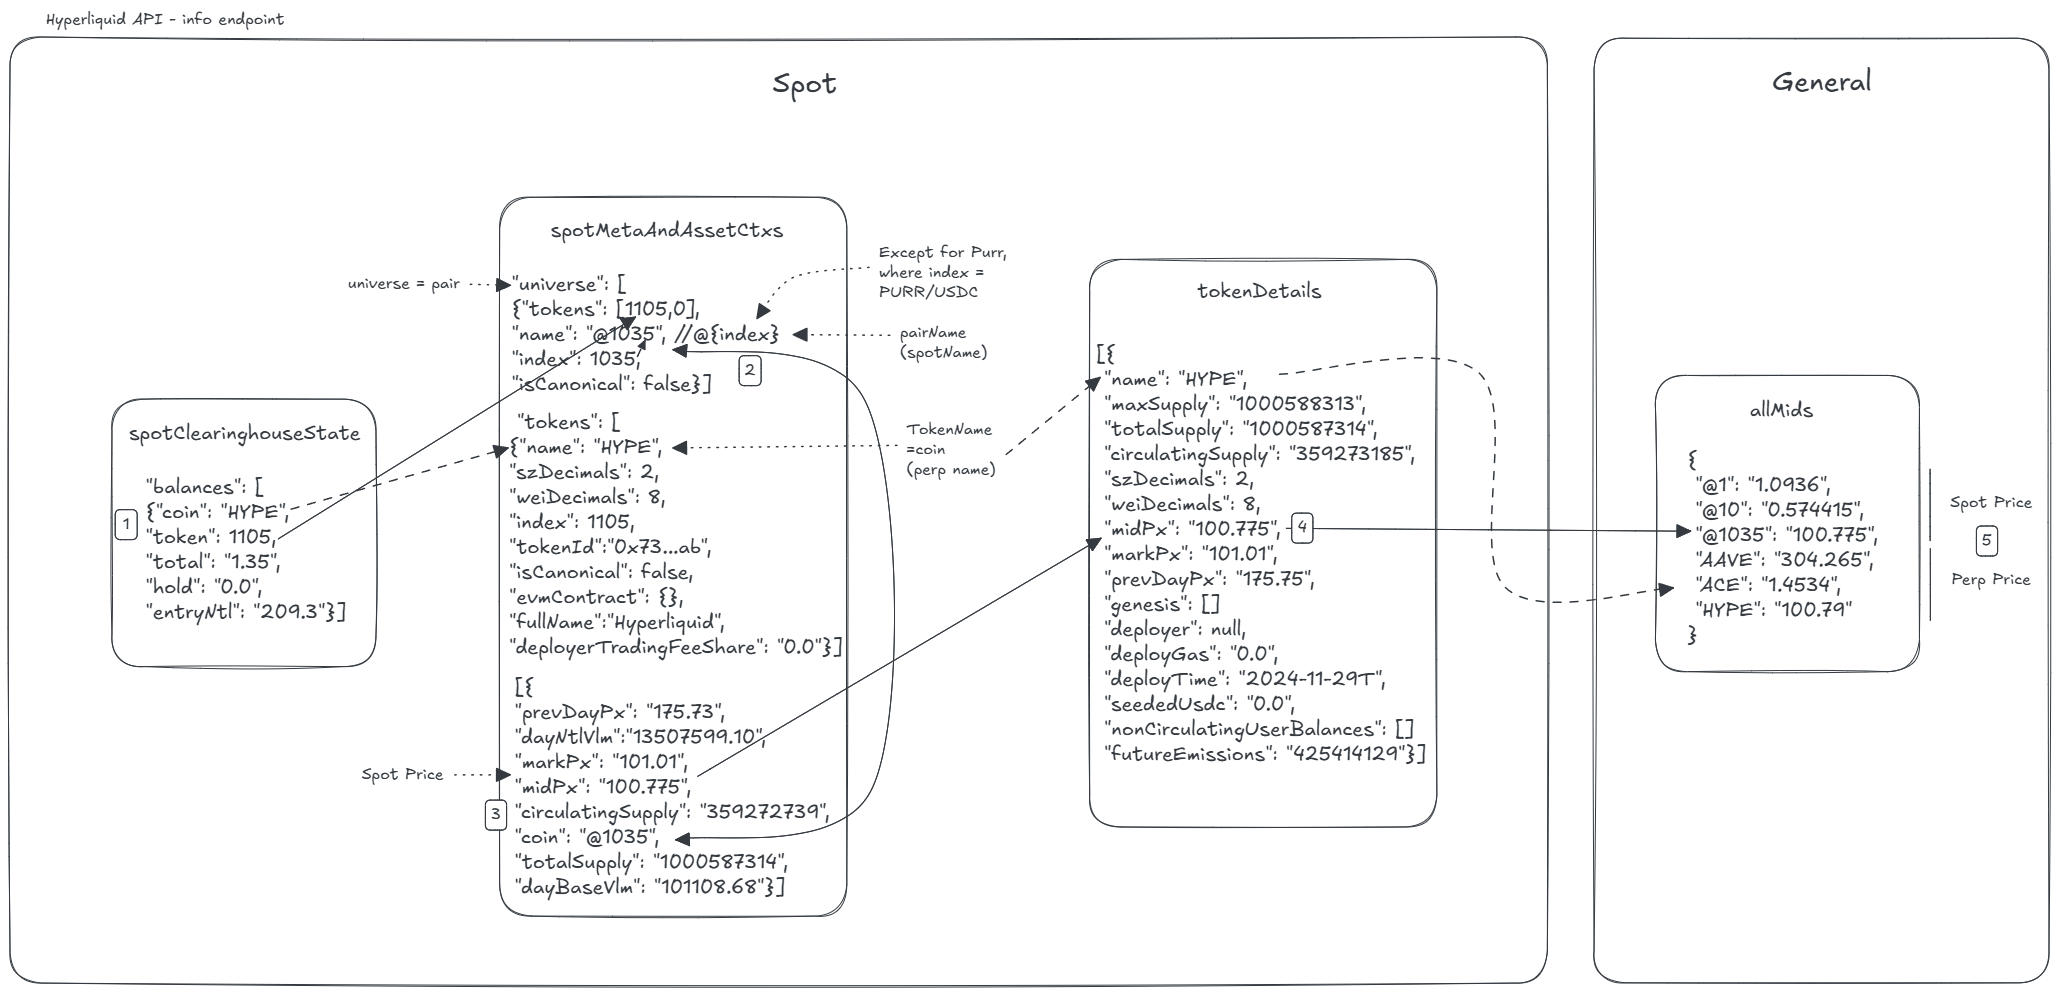 Hyperliquid API - info endpoint
Spot
spotClearinghouseState
1
"balances": [
{"coin": "HYPE",
"token": 1105,
"total": "1.35",
"hold": "0.0",
"entryNtl": "209.3"}]
universe = pair
spotMetaAndAssetCtxs
"universe": [
{"tokens": [1105,0],
"name": "@1035", //@{index}
"index": 1035,
"isCanonical": false}]
2
Except for Purr,
where index =
PURR/USDC
pairName
(spotName)
"tokens": [
{"name": "HYPE",
"szDecimals": 2,
"weiDecimals": 8,
"index": 1105,
"tokenId":"0x73...ab",
"isCanonical": false,
"evmContract": {},
"fullName":"Hyperliquid",
"deployerTradingFeeShare": "0.0"}]
TokenName
=coin
(perp name)
[{
"prevDayPx": "175.73",
"dayNtlVlm":"13507599.10",
"markPx": "101.01",
"midPx": "100.775",
"circulatingSupply": "359272739",
"coin": "@1035",
"totalSupply": "1000587314",
"dayBaseVlm": "101108.68"}]
Spot Price
3
tokenDetails
[{
"name": "HYPE",
"maxSupply": "1000588313",
"totalSupply": "1000587314",
"circulatingSupply": "359273185",
"szDecimals": 2,
"weiDecimals": 8,
"midPx": "100.775",
"markPx": "101.01",
"prevDayPx": "175.75",
"genesis": []
"deployer": null,
"deployGas": "0.0",
"deployTime": "2024-11-29T",
"seededUsdc": "0.0",
"nonCirculatingUserBalances": []
"futureEmissions": "425414129"}]
4
General
allMids
{
"@1": "1.0936",
"@10": "0.574415",
"@1035": "100.775",
"AAVE": "304.265",
"ACE": "1.4534",
"HYPE": "100.79"
}
Spot Price
5
Perp Price